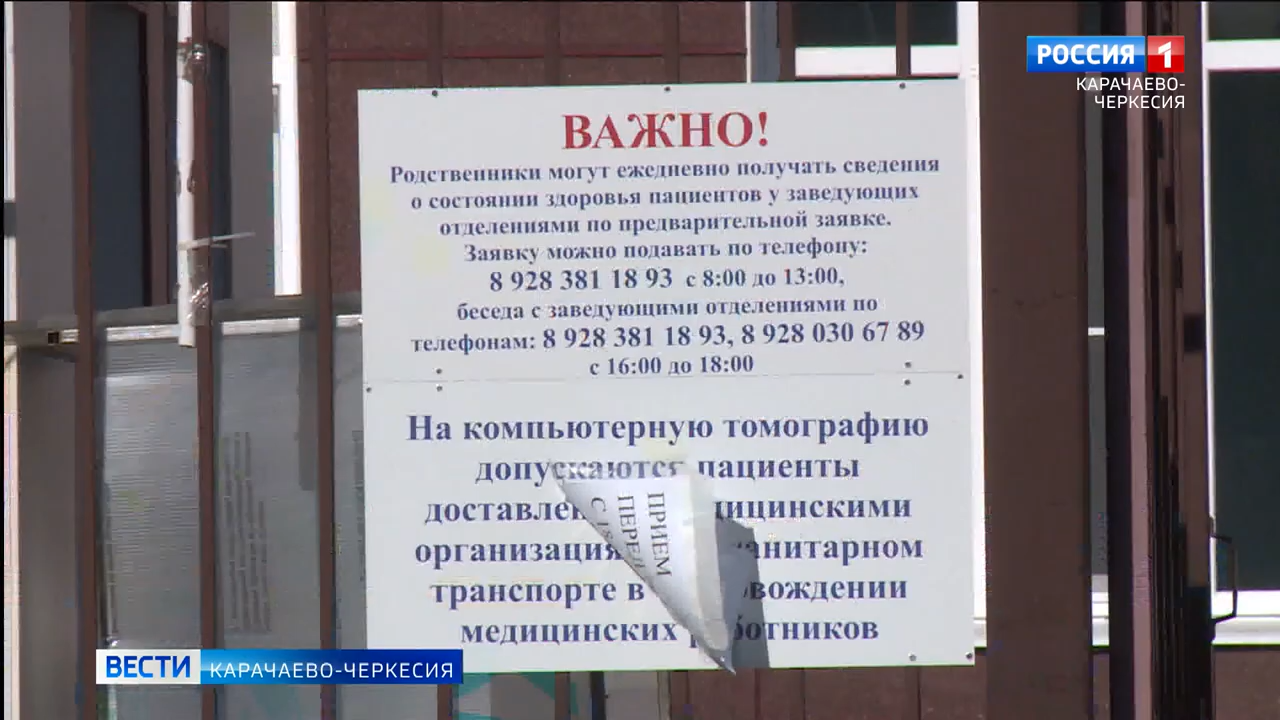 РОССИЯ 1
КАРАЧАЕВО-
ЧЕРКЕСИЯ
ВАЖНО!
Родственники могут ежедневно получать сведения
о состоянии здоровья пациентов у заведующих
отделениями по предварительной заявке.
Заявку можно подавать по телефону:
8 928 381 18 93 с 8:00 до 13:00,
беседа с заведующими отделениями по
телефонам: 8 928 381 18 93, 8 928 030 67 89
с 16:00 до 18:00
На компьютерную томографию
допускаются пациенты
транспорте в
медицинских работников
ПРИЕМ
ВЕСТИ КАРАЧАЕВО-ЧЕРКЕСИЯ